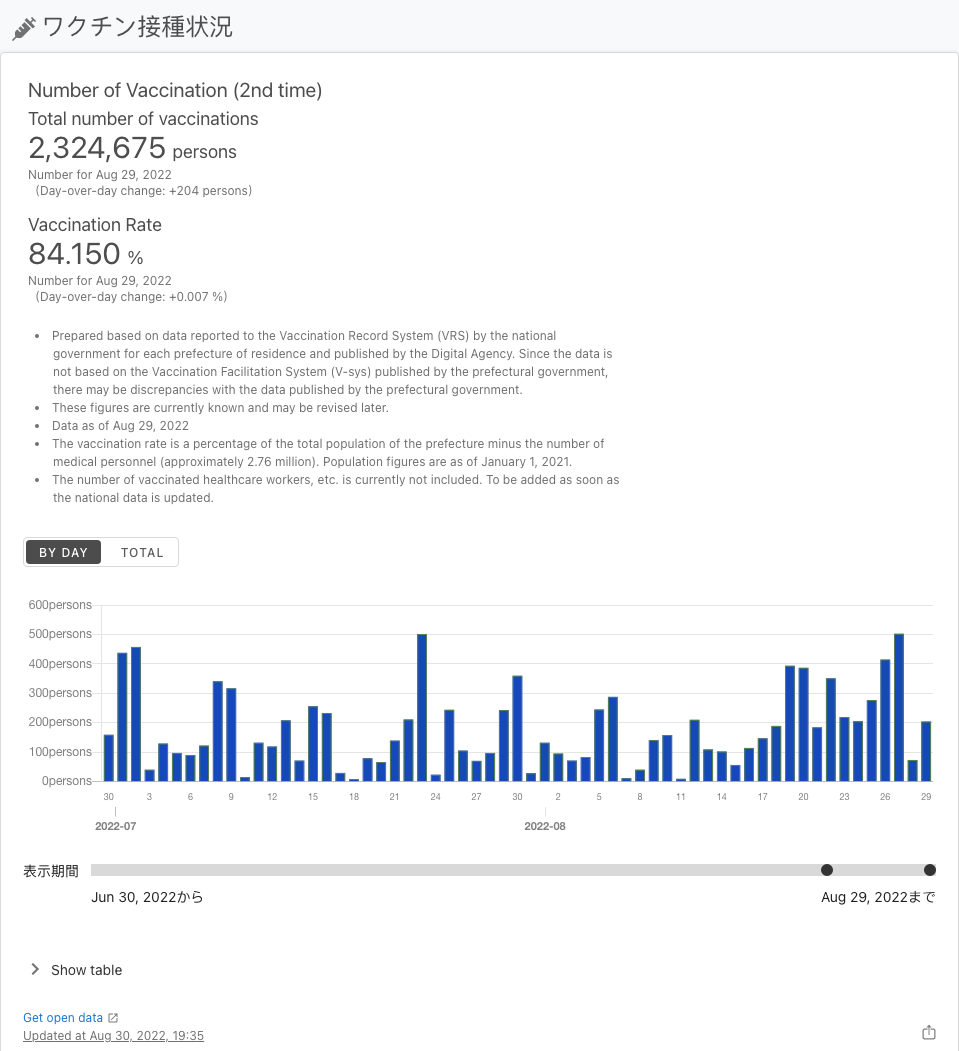 ワクチン接種状況
Number of Vaccination (2nd time)
Total number of vaccinations
2,324,675 persons
Number for Aug 29, 2022
(Day-over-day change: +204 persons)
Vaccination Rate
84.150 %
Number for Aug 29, 2022
(Day-over-day change: +0.007 %)
• Prepared based on data reported to the Vaccination Record System (VRS) by the national
government for each prefecture of residence and published by the Digital Agency. Since the data is
not based on the Vaccination Facilitation System (V-sys) published by the prefectural government,
there may be discrepancies with the data published by the prefectural government.
• These figures are currently known and may be revised later.
• Data as of Aug 29, 2022
• The vaccination rate is a percentage of the total population of the prefecture minus the number of
medical personnel (approximately 2.76 million). Population figures are as of January 1, 2021.
• The number of vaccinated healthcare workers, etc. is currently not included. To be added as soon as
the national data is updated.
BY DAY TOTAL
600persons
500persons
400persons
300persons
200persons
100persons
0persons
30 3 6 9 12 15 18 21 24 27 30 2 5 8 11 14 17 20 23 26 29
2022-07 2022-08
表示期間
Jun 30, 2022から Aug 29, 2022まで
Show table
Get open data
Updated at Aug 30, 2022, 19:35